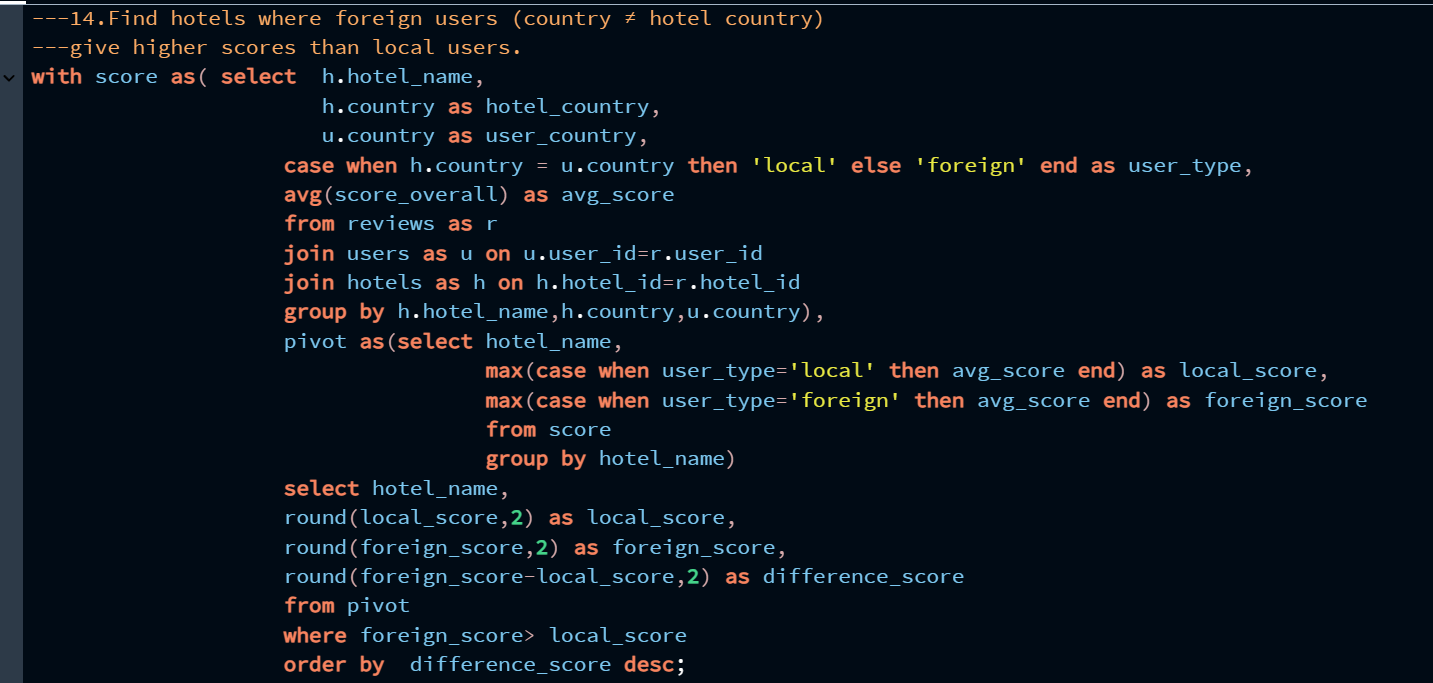 ---14.Find hotels where foreign users (country ≠ hotel country)
---give higher scores than local users.
with score as( select  h.hotel_name,
h.country as hotel_country,
u.country as user_country,
case when h.country = u.country then 'local' else 'foreign' end as user_type,
avg(score_overall) as avg_score
from reviews as r
join users as u on u.user_id=r.user_id
join hotels as h on h.hotel_id=r.hotel_id
group by h.hotel_name,h.country,u.country),
pivot as(select hotel_name,
max(case when user_type='local' then avg_score end) as local_score,
max(case when user_type='foreign' then avg_score end) as foreign_score
from score
group by hotel_name)
select hotel_name,
round(local_score,2) as local_score,
round(foreign_score,2) as foreign_score,
round(foreign_score-local_score,2) as difference_score
from pivot
where foreign_score> local_score
order by  difference_score desc;